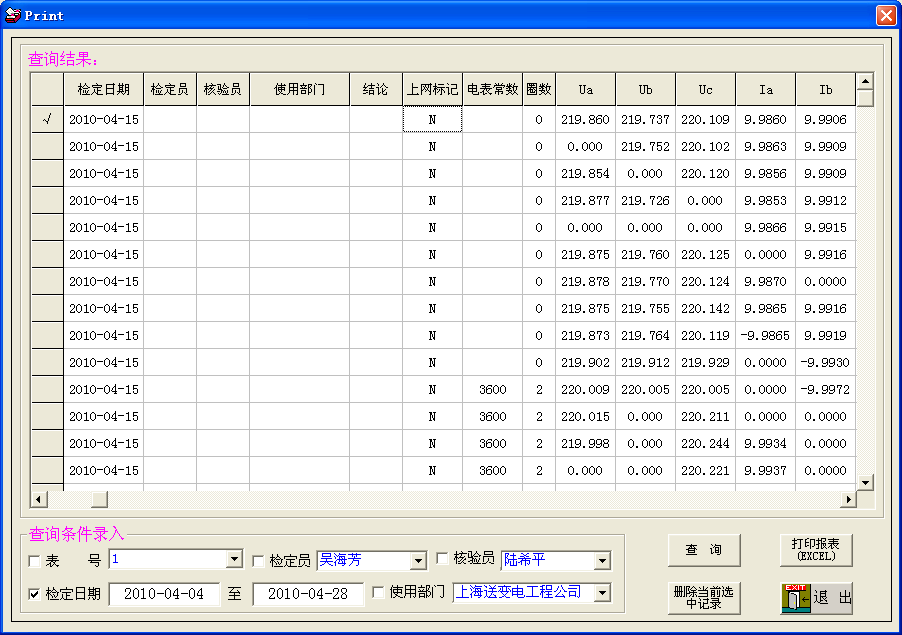 Print
查询结果:
检定日期 检定员 核验员 使用部门 结论 上网标记 电表常数 圈数 Ua Ub Uc Ia Ib
√ 2010-04-15 N 0 219.860 219.737 220.109 9.9860 9.9906
2010-04-15 N 0 0.000 219.752 220.102 9.9863 9.9909
2010-04-15 N 0 219.854 0.000 220.120 9.9856 9.9909
2010-04-15 N 0 219.877 219.726 0.000 9.9853 9.9912
2010-04-15 N 0 0.000 0.000 0.000 9.9866 9.9915
2010-04-15 N 0 219.875 219.760 220.125 0.0000 9.9916
2010-04-15 N 0 219.878 219.770 220.124 9.9870 0.0000
2010-04-15 N 0 219.875 219.755 220.142 9.9865 9.9916
2010-04-15 N 0 219.873 219.764 220.119 -9.9865 9.9919
2010-04-15 N 0 219.902 219.912 219.929 0.0000 -9.9930
2010-04-15 N 3600 2 220.009 220.005 220.005 0.0000 -9.9972
2010-04-15 N 3600 2 220.015 0.000 220.211 0.0000 0.0000
2010-04-15 N 3600 2 219.998 0.000 220.244 9.9934 0.0000
2010-04-15 N 3600 2 0.000 0.000 220.221 9.9937 0.0000
查询条件录入
表 号 1 检定员 吴海芳 核验员 陆希平
检定日期 2010-04-04 至 2010-04-28 使用部门 上海送变电工程公司
查 询
打印报表
(EXCEL)
删除当前选
中记录
EXIT 退 出